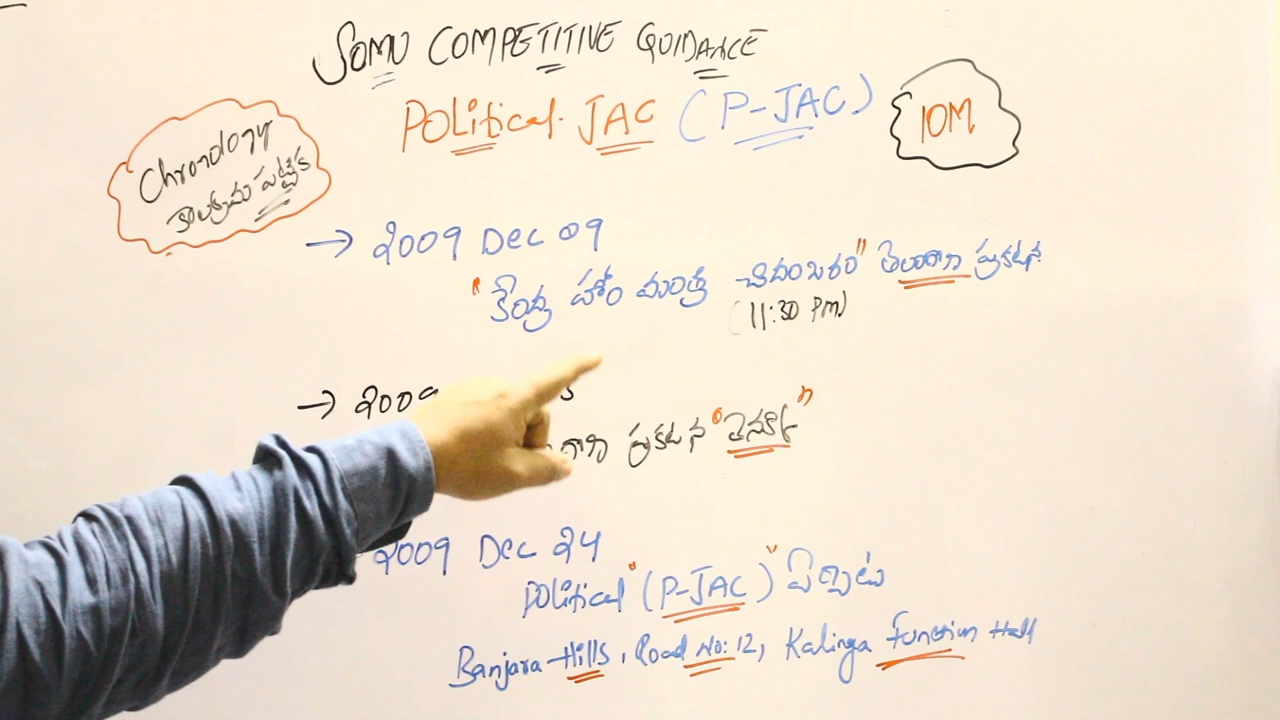 SOMU COMPETITIVE GUIDANCE
Political JAC (P-JAC)
10M
Chronology
కాలక్రమ పట్టిక
→ 2009 Dec 09
"కేంద్ర హోం మంత్రి చిదంబరం" తెలంగాణ ప్రకటన
(11:30 PM)
→ 2009
ప్రకటన
2009 Dec 24
Political "(P-JAC)" ఏర్పాటు
Banjara Hills, Road No: 12, Kalinga Function Hall